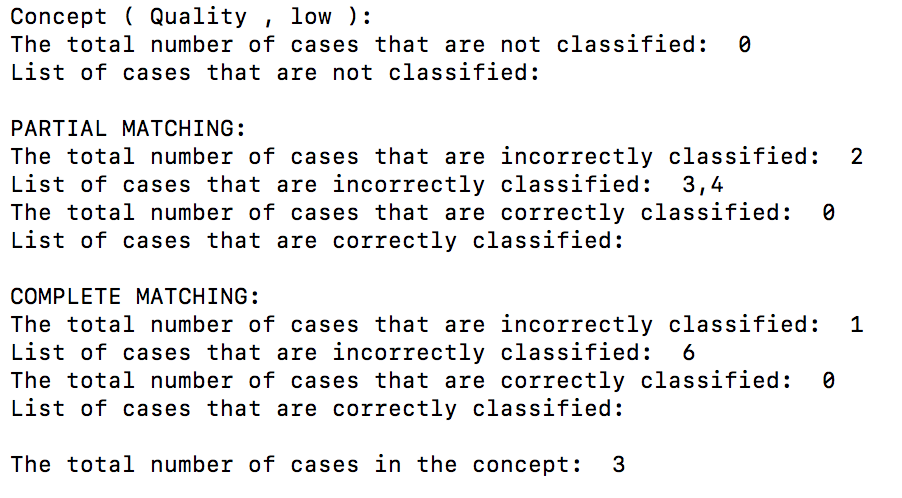 Concept ( Quality , low ):
The total number of cases that are not classified:  0
List of cases that are not classified:

PARTIAL MATCHING:
The total number of cases that are incorrectly classified:  2
List of cases that are incorrectly classified:  3,4
The total number of cases that are correctly classified:  0
List of cases that are correctly classified:

COMPLETE MATCHING:
The total number of cases that are incorrectly classified:  1
List of cases that are incorrectly classified:  6
The total number of cases that are correctly classified:  0
List of cases that are correctly classified:

The total number of cases in the concept:  3